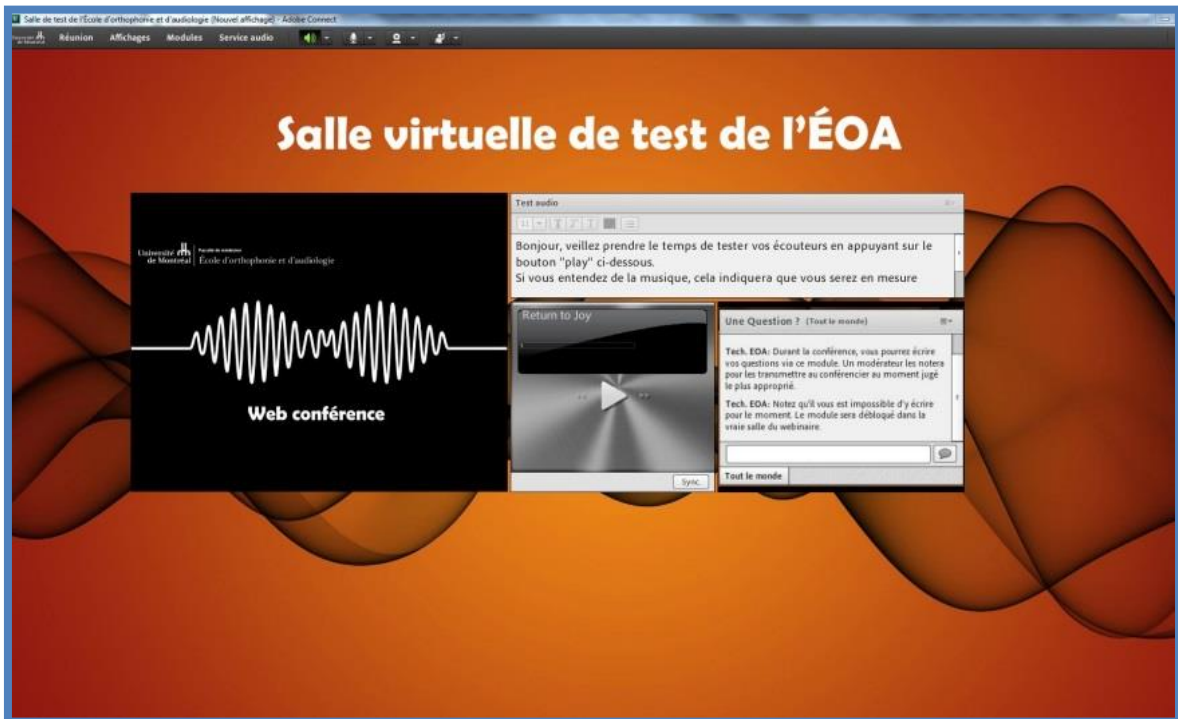 Salle de test de l'École d'orthophonie et d'audiologie (Nouvel affichage) - Adobe Connect
Réunion Affichages Modules Service audio
Salle virtuelle de test de l'ÉOA
Université de Montréal
Faculté de médecine
École d'orthophonie et d'audiologie
Web conférence
Test audio
11
Bonjour, veillez prendre le temps de tester vos écouteurs en appuyant sur le
bouton "play" ci-dessous.
Si vous entendez de la musique, cela indiquera que vous serez en mesure
Return to Joy
Sync.
Une Question ? (Tout le monde)
Tech. EOA: Durant la conférence, vous pourrez écrire
vos questions via ce module. Un modérateur les notera
pour les transmettre au conférencier au moment jugé
le plus approprié.
Tech. EOA: Notez qu'il vous est impossible d'y écrire
pour le moment. Le module sera débloqué dans la
vraie salle du webinaire.
Tout le monde